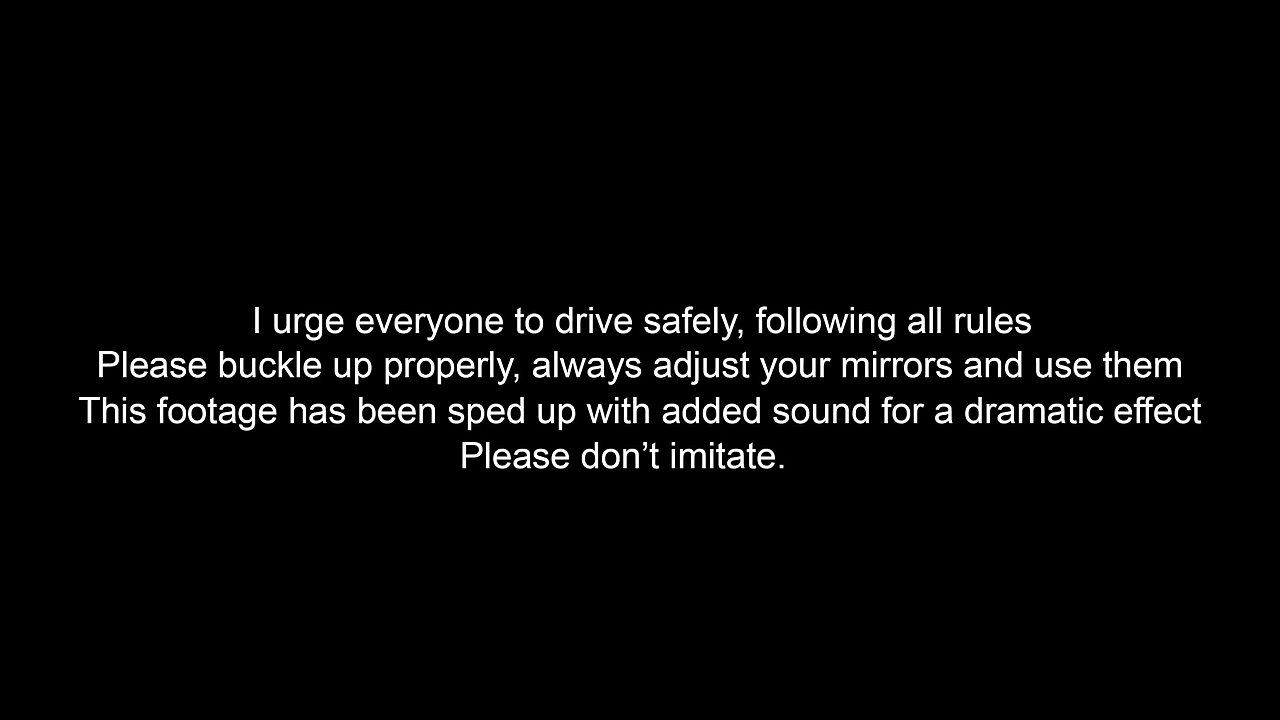 I urge everyone to drive safely, following all rules
Please buckle up properly, always adjust your mirrors and use them
This footage has been sped up with added sound for a dramatic effect
Please don’t imitate.